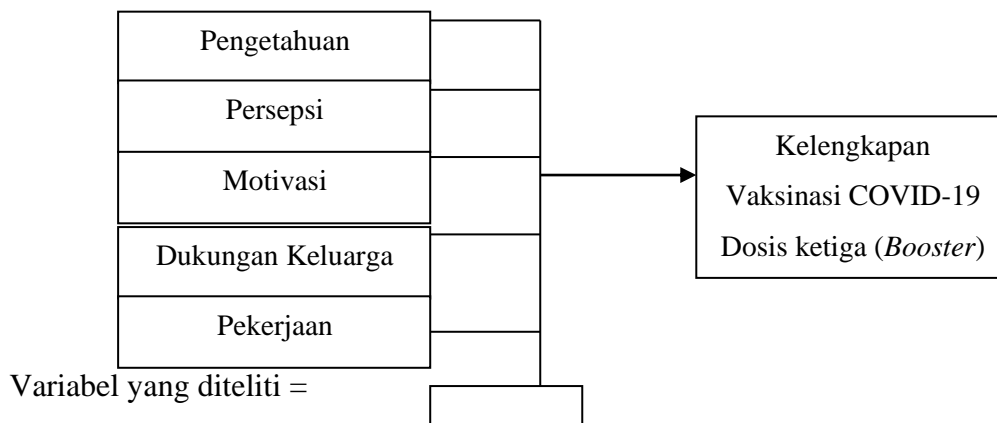 Pengetahuan
Persepsi
Motivasi
Dukungan Keluarga
Pekerjaan
Kelengkapan
Vaksinasi COVID-19
Dosis ketiga (Booster)
Variabel yang diteliti =